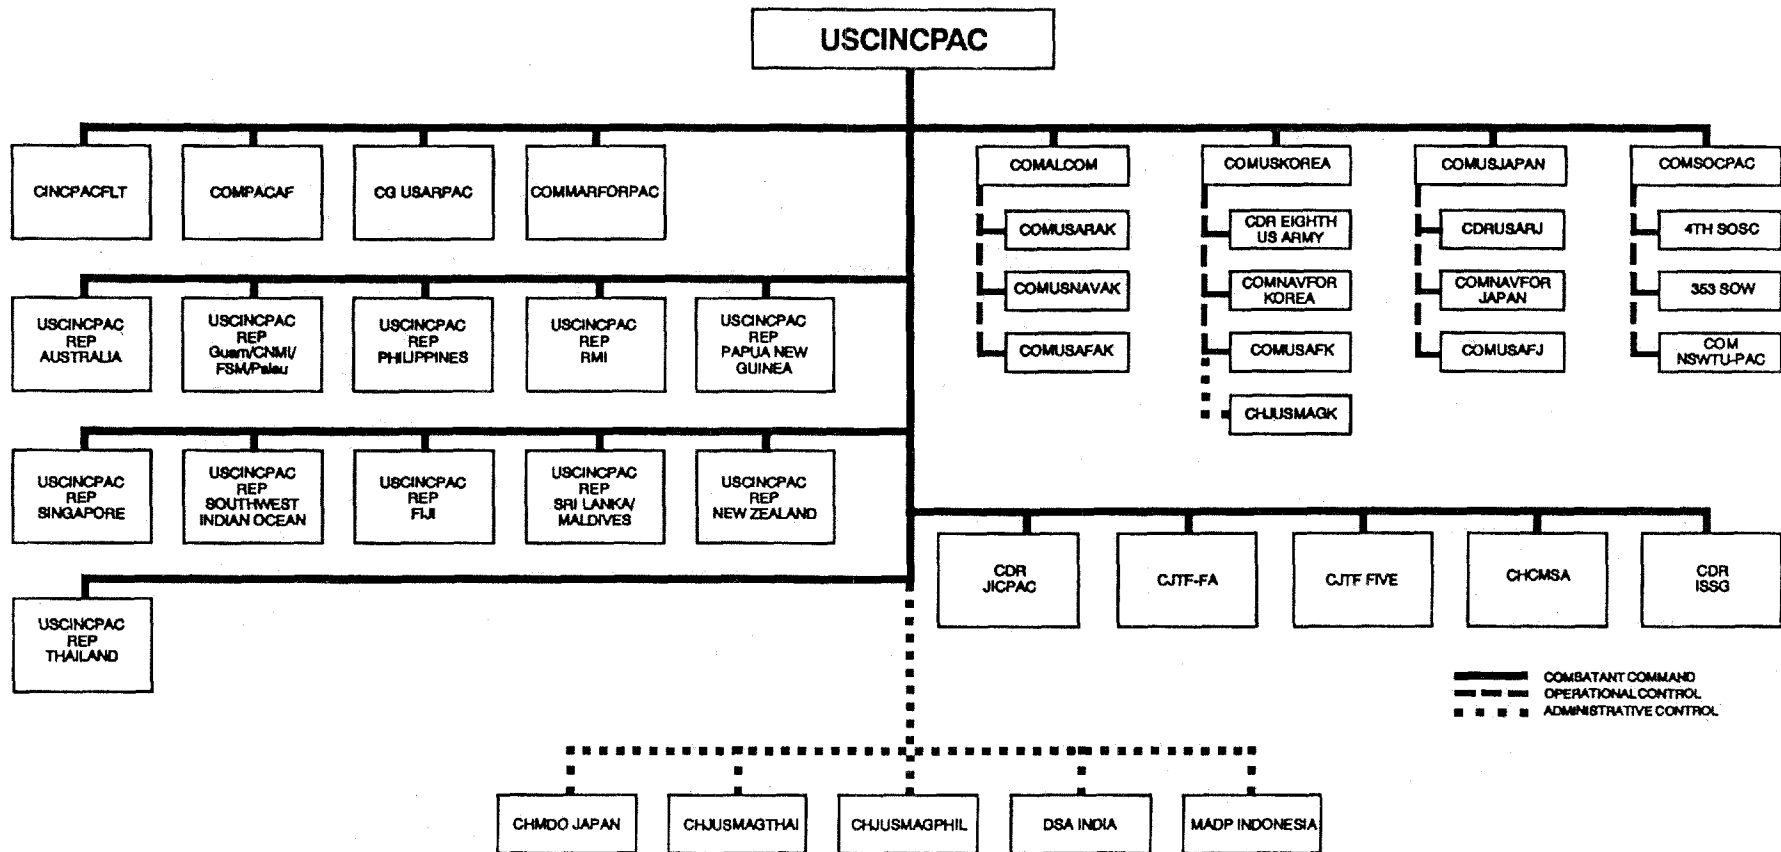 USCINCPAC
CINCPACFLT
COMPACAF
CG USARPAC
COMMARFORPAC
COMALCOM
COMUSKOREA
COMUSJAPAN
COMSOCPAC
COMUSARAK
CDR EIGHTH
US ARMY
CDRUSARJ
4TH SOSC
COMUSNAVAK
COMNAVFOR
KOREA
COMNAVFOR
JAPAN
353 SOW
COMUSAFAK
COMUSAFK
COMUSAFJ
COM
NSWTU-PAC
CHJUSMAGK
USCINCPAC
REP
AUSTRALIA
USCINCPAC
REP
Guam/CNMI/
FSM/Palau
USCINCPAC
REP
PHILIPPINES
USCINCPAC
REP
RMI
USCINCPAC
REP
PAPUA NEW
GUINEA
USCINCPAC
REP
SINGAPORE
USCINCPAC
REP
SOUTHWEST
INDIAN OCEAN
USCINCPAC
REP
FIJI
USCINCPAC
REP
SRI LANKA/
MALDIVES
USCINCPAC
REP
NEW ZEALAND
CDR
JICPAC
CJTF-FA
CJTF FIVE
CHCMSA
CDR
ISSG
USCINCPAC
REP
THAILAND
COMBATANT COMMAND
OPERATIONAL CONTROL
ADMINISTRATIVE CONTROL
CHMDO JAPAN
CHJUSMAGTHAI
CHJUSMAGPHIL
DSA INDIA
MADP INDONESIA